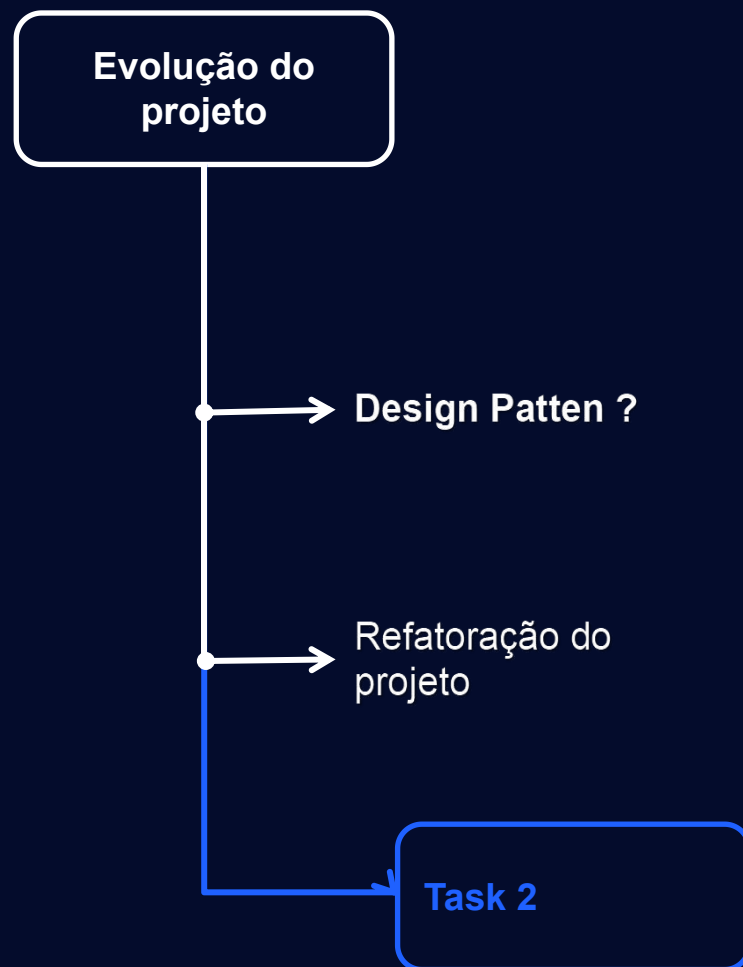 Evolução do
projeto
Design Patten ?
Refatoração do
projeto
Task 2